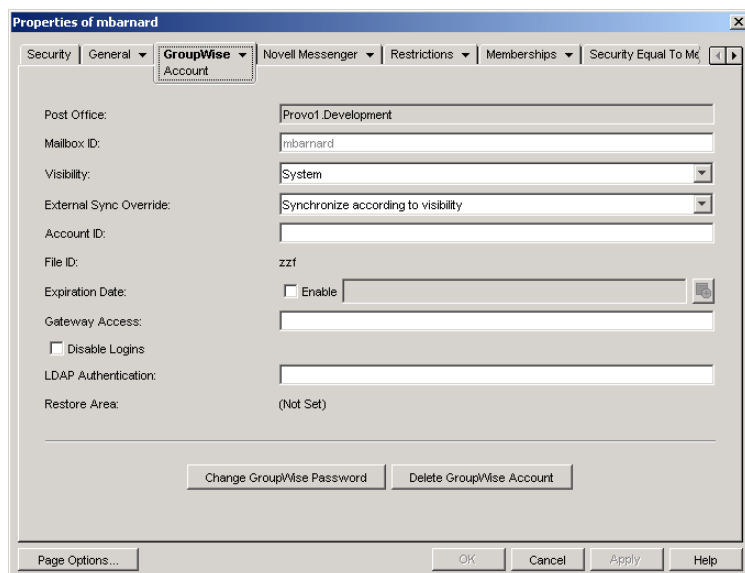 Properties of mbarnard
Security General GroupWise Novell Messenger Restrictions Memberships Security Equal To Me
Account
Post Office: Provo1.Development
Mailbox ID: mbarnard
Visibility: System
External Sync Override: Synchronize according to visibility
Account ID:
File ID: zzf
Expiration Date: Enable
Gateway Access:
Disable Logins
LDAP Authentication:
Restore Area: (Not Set)
Change GroupWise Password Delete GroupWise Account
Page Options... OK Cancel Apply Help